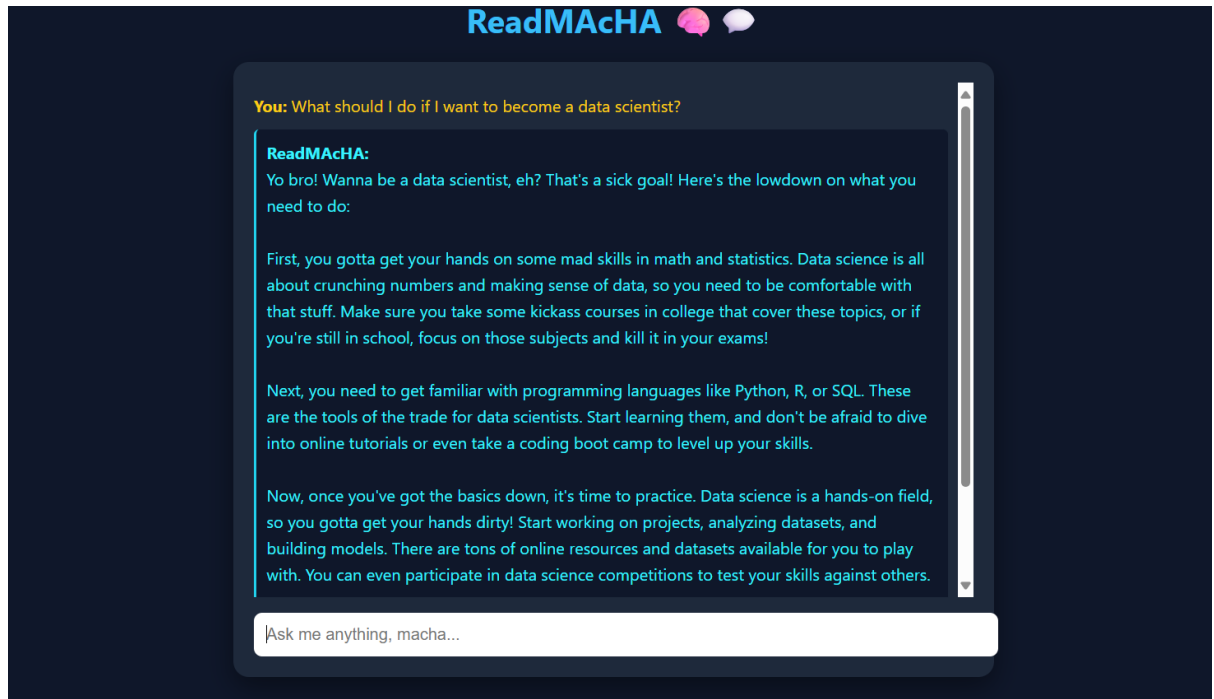 ReadMAcHA 🧠 💬
You: What should I do if I want to become a data scientist?
ReadMAcHA:
Yo bro! Wanna be a data scientist, eh? That's a sick goal! Here's the lowdown on what you
need to do:
First, you gotta get your hands on some mad skills in math and statistics. Data science is all
about crunching numbers and making sense of data, so you need to be comfortable with
that stuff. Make sure you take some kickass courses in college that cover these topics, or if
you're still in school, focus on those subjects and kill it in your exams!
Next, you need to get familiar with programming languages like Python, R, or SQL. These
are the tools of the trade for data scientists. Start learning them, and don't be afraid to dive
into online tutorials or even take a coding boot camp to level up your skills.
Now, once you've got the basics down, it's time to practice. Data science is a hands-on field,
so you gotta get your hands dirty! Start working on projects, analyzing datasets, and
building models. There are tons of online resources and datasets available for you to play
with. You can even participate in data science competitions to test your skills against others.
Ask me anything, macha...